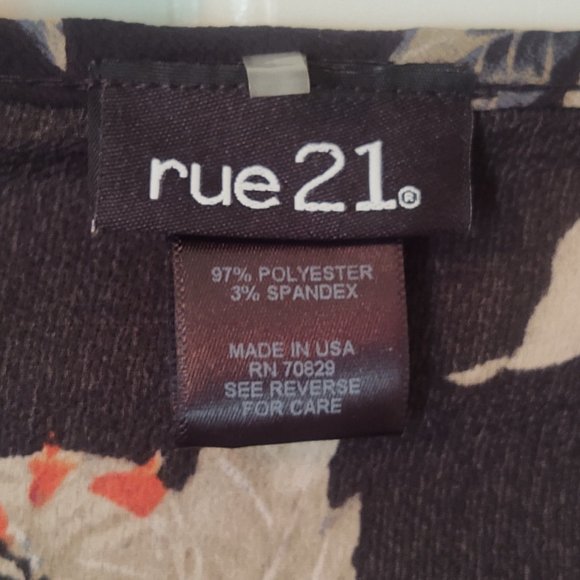 rue21®
97% POLYESTER
3% SPANDEX
MADE IN USA
RN 70829
SEE REVERSE
FOR CARE